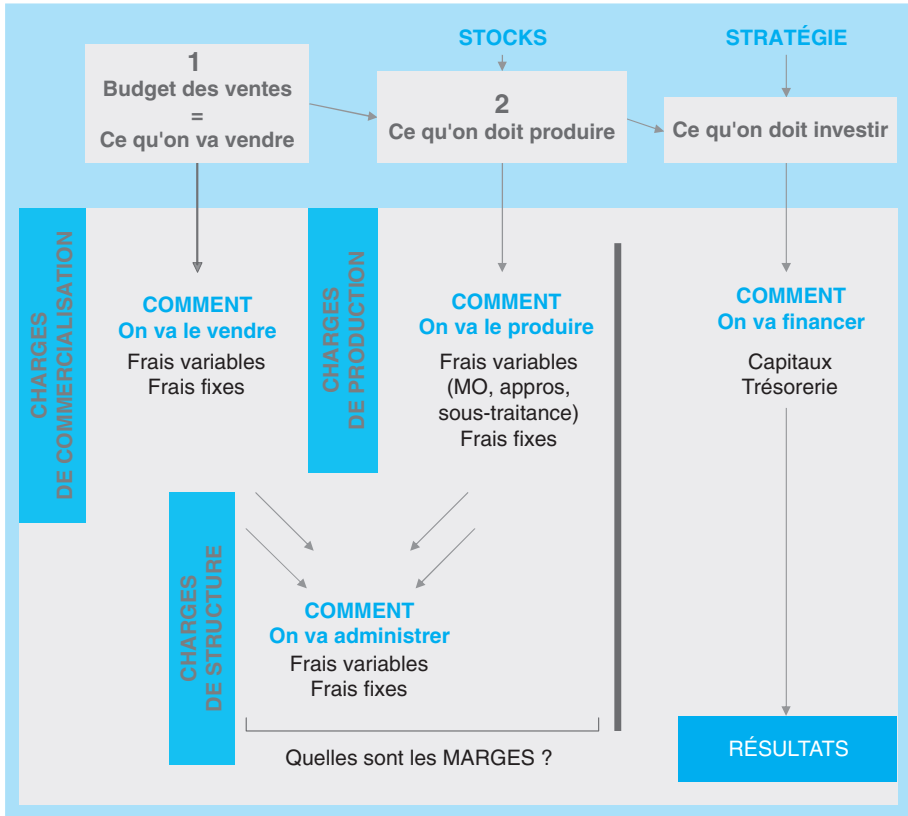 STOCKS
STRATÉGIE
1
Budget des ventes
=
Ce qu'on va vendre
2
Ce qu'on doit produire
Ce qu'on doit investir
CHARGES
DE COMMERCIALISATION
COMMENT
On va le vendre
Frais variables
Frais fixes
CHARGES
DE PRODUCTION
COMMENT
On va le produire
Frais variables
(MO, appros,
sous-traitance)
Frais fixes
COMMENT
On va financer
Capitaux
Trésorerie
CHARGES
DE STRUCTURE
COMMENT
On va administrer
Frais variables
Frais fixes
Quelles sont les MARGES ?
RÉSULTATS